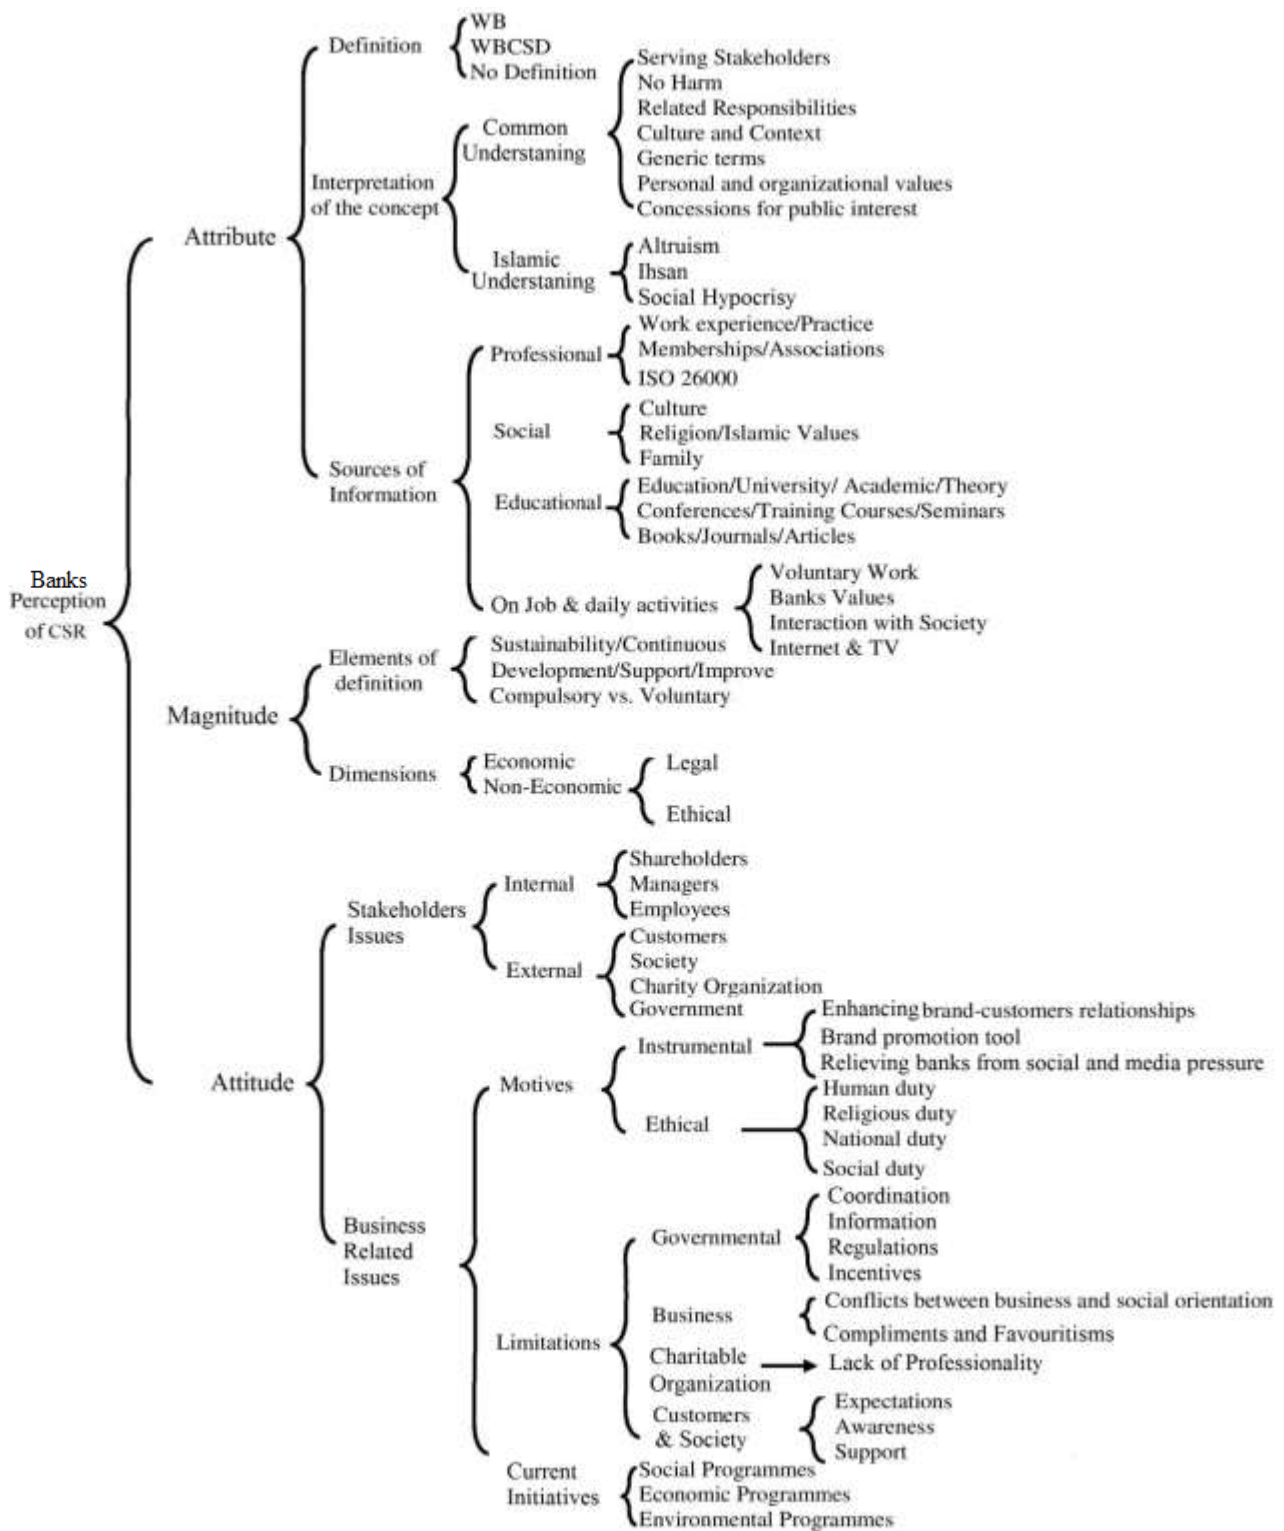 WB
Definition
WBCSD
No Definition
Serving Stakeholders
No Harm
Related Responsibilities
Common
Understaning
Culture and Context
Generic terms
Interpretation
of the concept
Personal and organizational values
Concessions for public interest
Attribute
Altruism
Islamic
Understaning
Ihsan
Social Hypocrisy
Work experience/Practice
Professional
Memberships/Associations
ISO 26000
Culture
Social
Religion/Islamic Values
Family
Sources of
Information
Education/University/ Academic/Theory
Educational
Conferences/Training Courses/Seminars
Books/Journals/Articles
Voluntary Work
Banks
Perception
of CSR
On Job & daily activities
Banks Values
Interaction with Society
Internet & TV
Elements of
definition
Sustainability/Continuous
Development/Support/Improve
Compulsory vs. Voluntary
Magnitude
Dimensions
Economic
Non-Economic
Legal
Ethical
Shareholders
Internal
Managers
Employees
Stakeholders
Issues
Customers
Society
External
Charity Organization
Government
Enhancing brand-customers relationships
Instrumental
Brand promotion tool
Relieving banks from social and media pressure
Attitude
Motives
Human duty
Religious duty
Ethical
National duty
Social duty
Coordination
Information
Business
Related
Issues
Governmental
Regulations
Incentives
Conflicts between business and social orientation
Business
Compliments and Favouritisms
Limitations
Charitable
Organization
Lack of Professionality
Expectations
Customers
& Society
Awareness
Support
Current
Initiatives
Social Programmes
Economic Programmes
Environmental Programmes